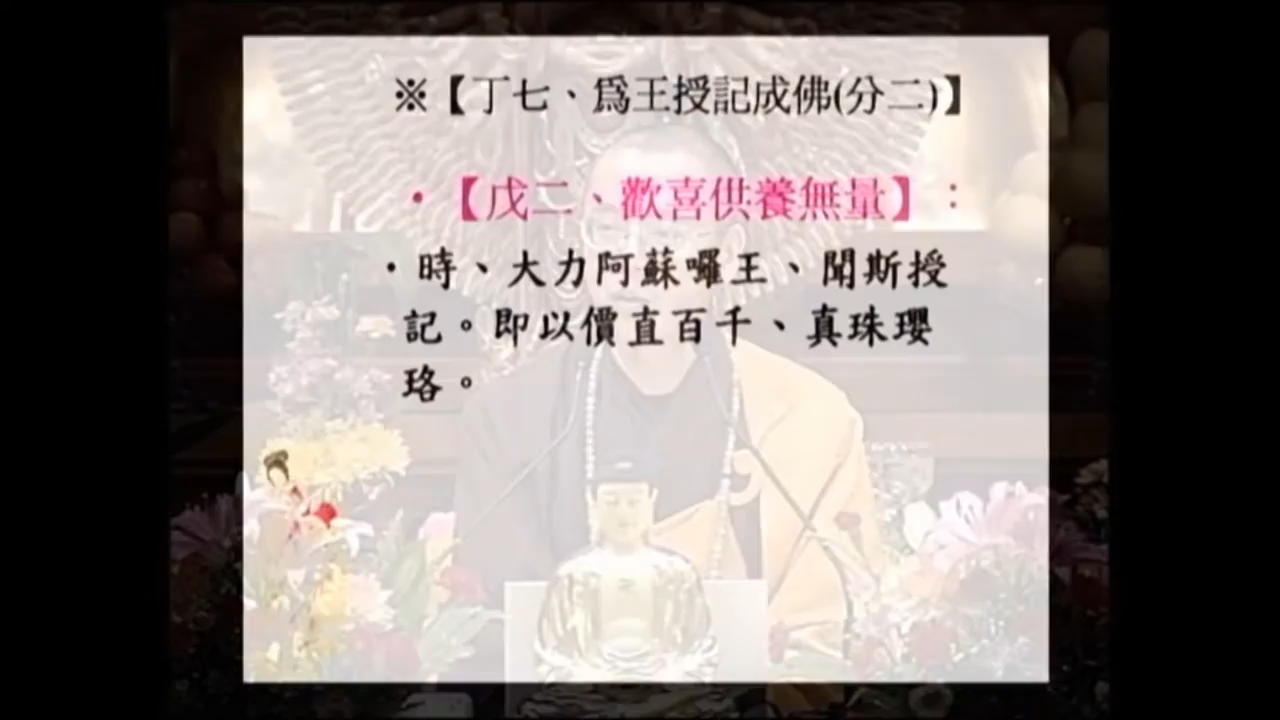 ※【丁七、爲王授記成佛(分二)】
•【戊二、歡喜供養無量】：
•時、大力阿蘇囉王、聞斯授
記。即以價直百千、真珠瓔
珞。